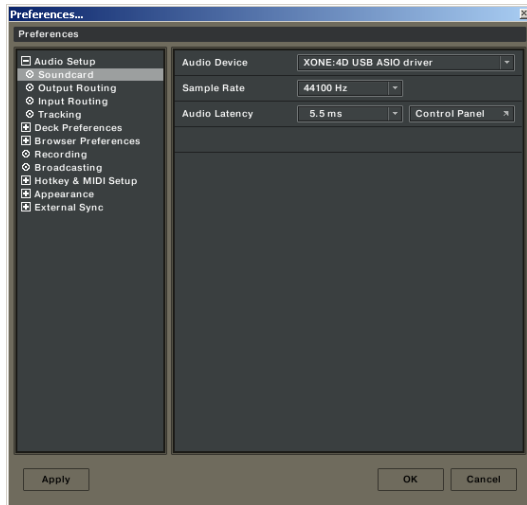 Preferences...
Preferences
Audio Setup
Soundcard
Output Routing
Input Routing
Tracking
Deck Preferences
Browser Preferences
Recording
Broadcasting
Hotkey & MIDI Setup
Appearance
External Sync
Audio Device XONE:4D USB ASIO driver
Sample Rate 44100 Hz
Audio Latency 5.5 ms Control Panel
Apply OK Cancel